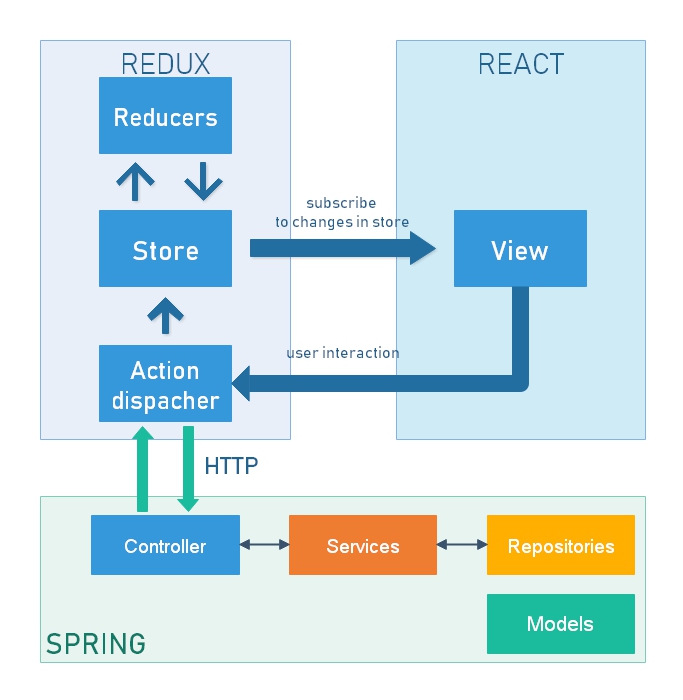 REDUX
REACT
Reducers
subscribe
to changes in store
Store
View
user interaction
Action
dispacher
HTTP
Controller
Services
Repositories
Models
SPRING